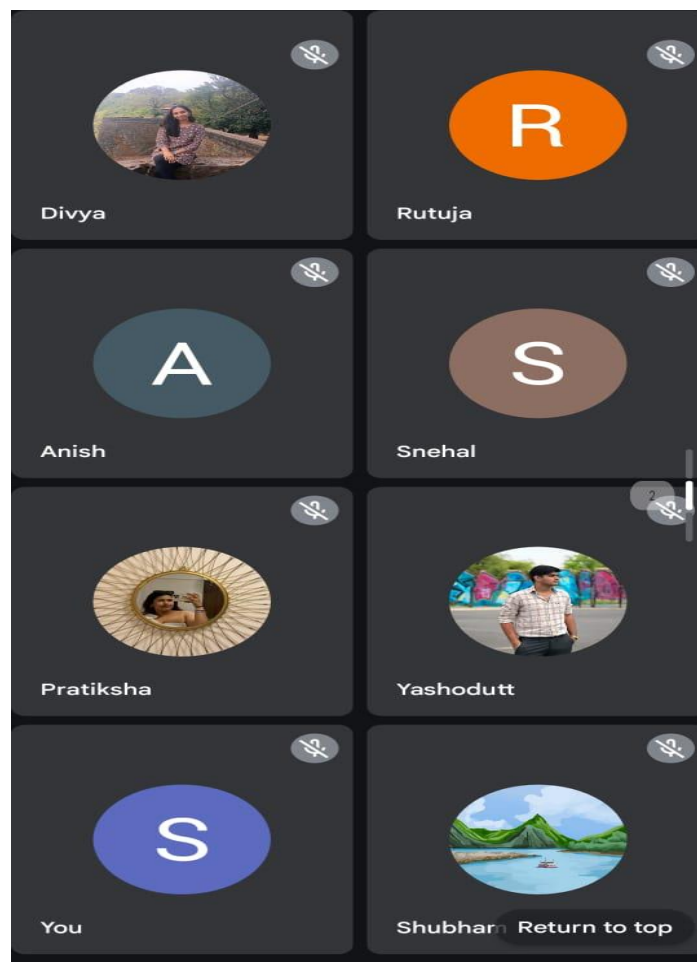 R
Divya
Rutuja
A
S
Anish
Snehal
2
Pratiksha
Yashodutt
S
You
Shubham
Return to top